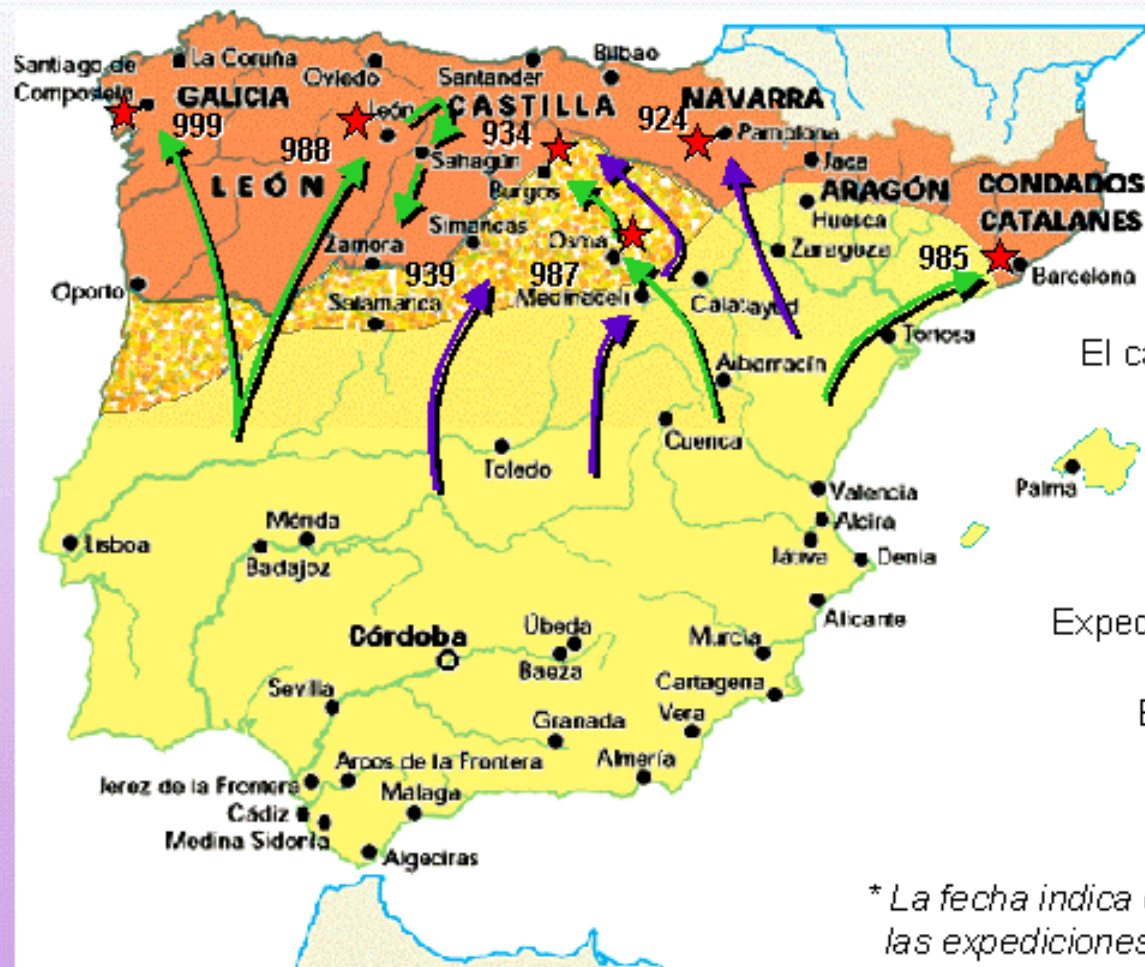 La Coruña
Bilbao
Santiago de
Compostela
Oviedo
Santander
GALICIA
León
CASTILLA
NAVARRA
999
934
924
Pamplona
988
Sahagún
Jaca
LEÓN
Burgos
ARAGÓN
CONDADOS
CATALANES
Huesca
Simancas
Zamora
Osma
Zaragoza
985
939
987
Barcelona
Oporto
Salamanca
Medinaceli
Calatayud
Tortosa
El ca
Albarracín
Cuenca
Toledo
Palma
Valencia
Mérida
Alcira
Lisboa
Badajoz
Játiva
Denia
Alicante
Exped
Córdoba
Úbeda
Murcia
Baeza
Sevilla
Cartagena
E
Granada
Vera
Arcos de la Frontera
Almería
Jerez de la Frontera
Málaga
Cádiz
Medina Sidonia
Algeciras
* La fecha indica
las expediciones